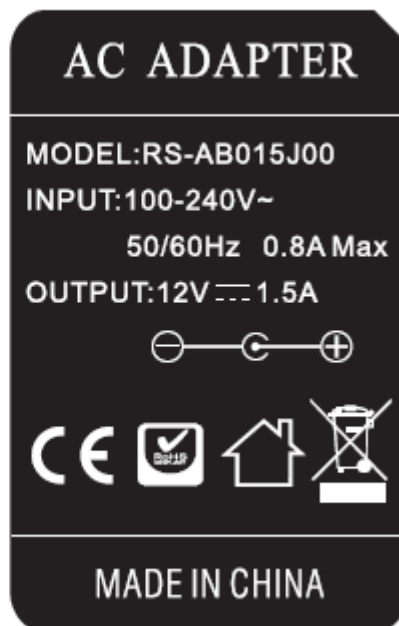 AC ADAPTER
MODEL:RS-AB015J00
INPUT:100-240V~
50/60Hz 0.8A Max
OUTPUT:12V⎓1.5A
CE
RoHS
MADE IN CHINA